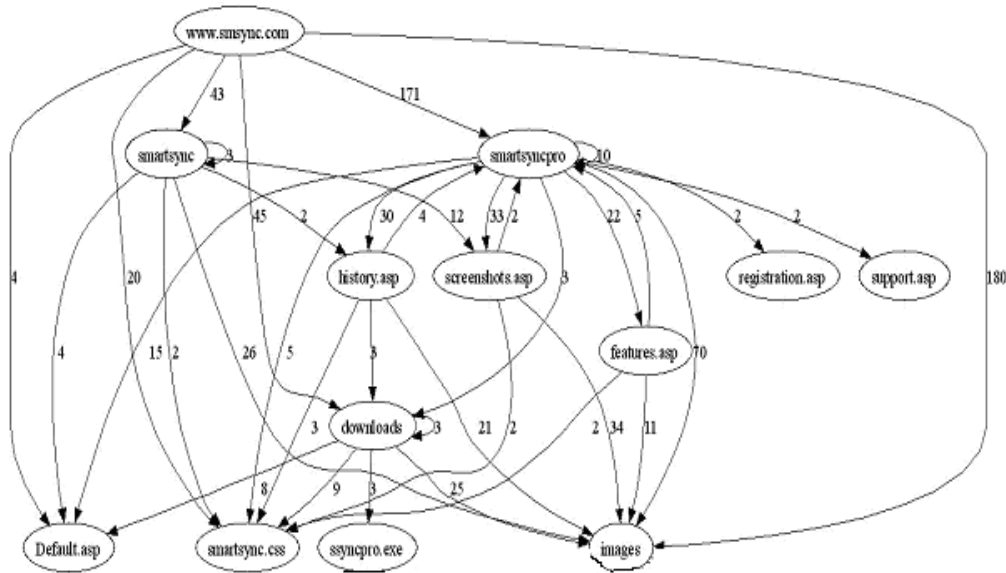 www.smsync.com
43
171
smartsync
3
smartsyncpro
10
45
2
30
4
12
33
2
22
5
2
2
4
20
history.asp
screenshots.asp
3
registration.asp
support.asp
180
4
15
2
26
5
3
features.asp
70
3
downloads
3
21
2
2
34
11
8
9
3
25
Default.asp
smartsync.css
ssyncpro.exe
images